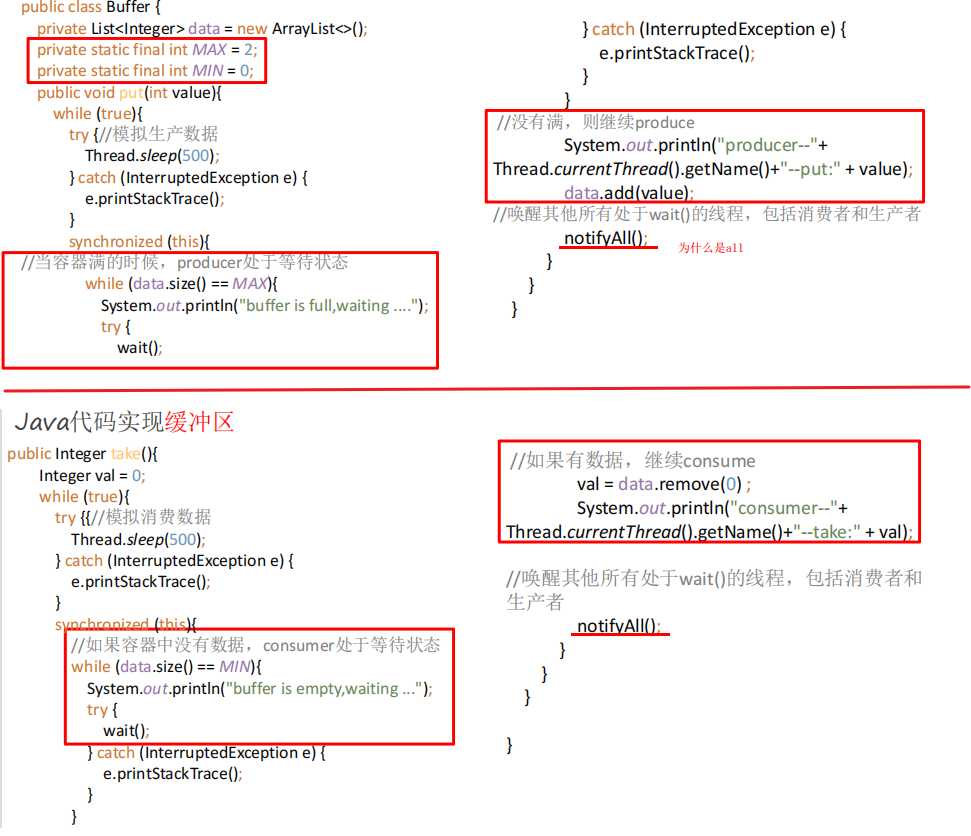 public class Buffer {
private List<Integer> data = new ArrayList<>();
private static final int MAX = 2;
private static final int MIN = 0;
public void put(int value){
while (true){
try {//模拟生产数据
Thread.sleep(500);
} catch (InterruptedException e) {
e.printStackTrace();
}
synchronized (this){
//当容器满的时候，producer处于等待状态
while (data.size() == MAX){
System.out.println("buffer is full,waiting ....");
try {
wait();
} catch (InterruptedException e) {
e.printStackTrace();
}
}
//没有满，则继续produce
System.out.println("producer--"+
Thread.currentThread().getName()+"--put:" + value);
data.add(value);
//唤醒其他所有处于wait()的线程，包括消费者和生产者
notifyAll();
为什么是all
}
}
}
Java代码实现缓冲区
public Integer take(){
Integer val = 0;
while (true){
try {{//模拟消费数据
Thread.sleep(500);
} catch (InterruptedException e) {
e.printStackTrace();
}
synchronized (this){
//如果容器中没有数据，consumer处于等待状态
while (data.size() == MIN){
System.out.println("buffer is empty,waiting ...");
try {
wait();
} catch (InterruptedException e) {
e.printStackTrace();
}
}
//如果有数据，继续consume
val = data.remove(0) ;
System.out.println("consumer--"+
Thread.currentThread().getName()+"--take:" + val);
//唤醒其他所有处于wait()的线程，包括消费者和
生产者
notifyAll();
}
}
}
}